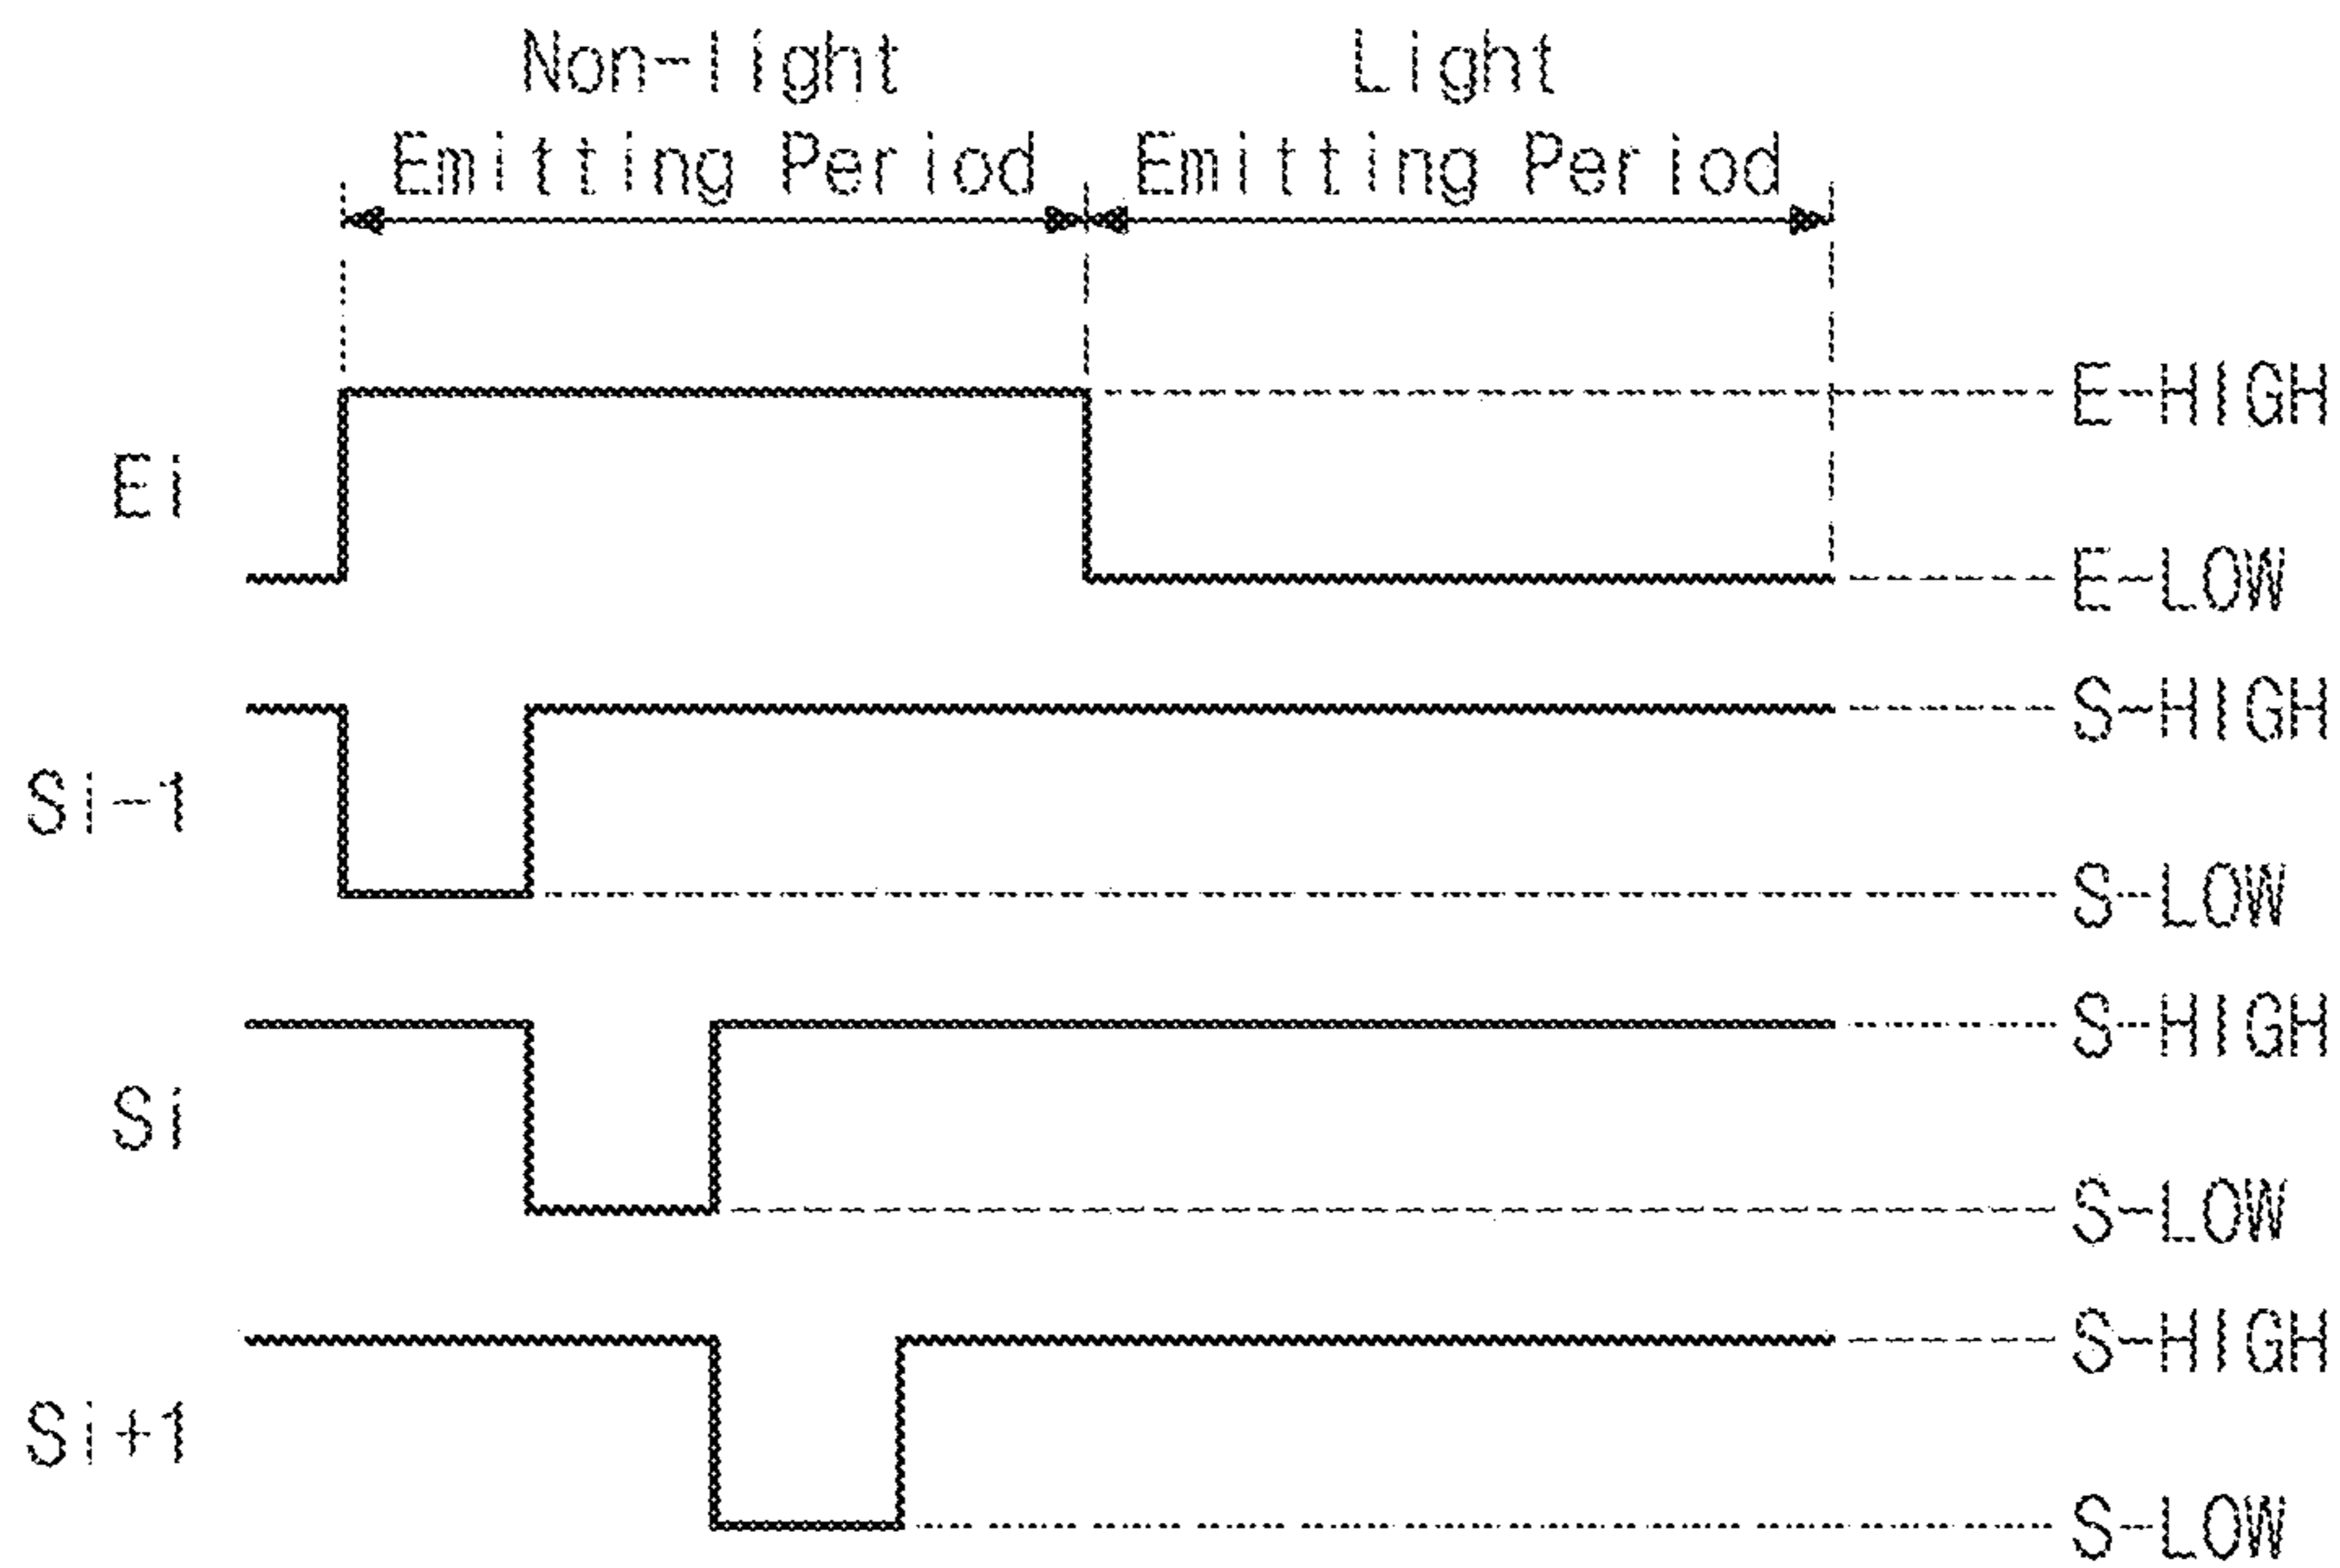 Non-light
Emitting Period
Light
Emitting Period
Ei
E-HIGH
E-LOW
Si-1
S-HIGH
S-LOW
Si
S-HIGH
S-LOW
Si+1
S-HIGH
S-LOW